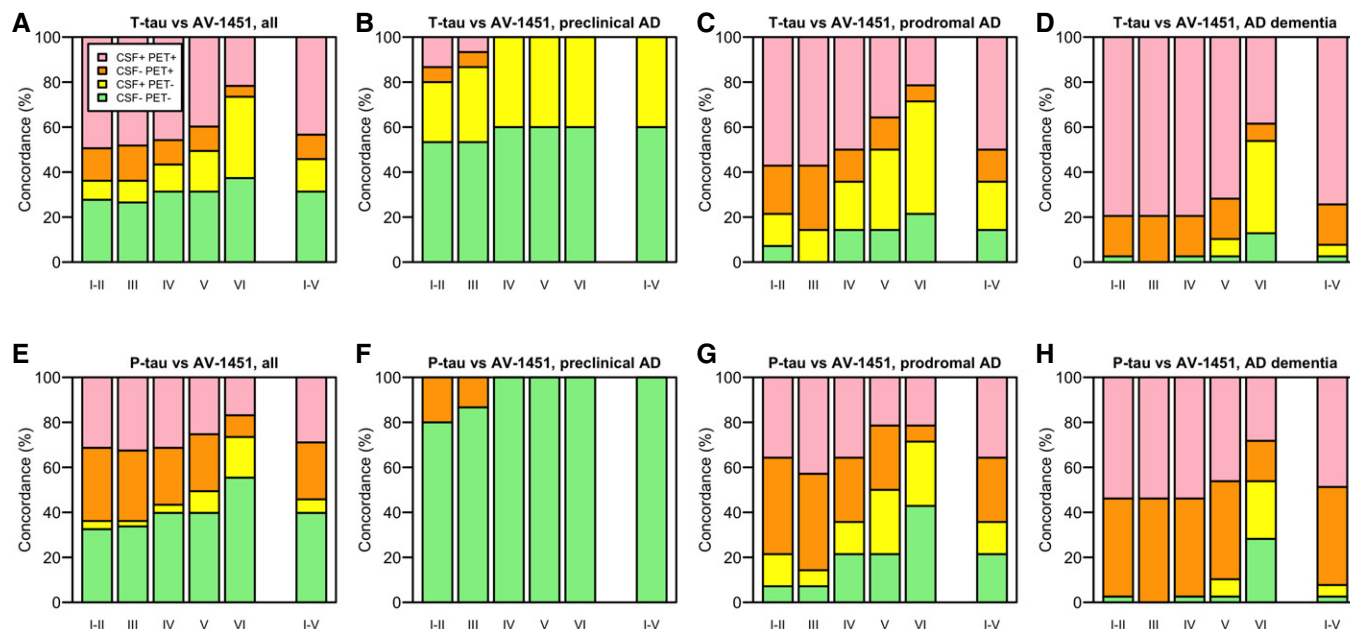 A
T-tau vs AV-1451, all
CSF+ PET+
CSF- PET+
CSF+ PET-
CSF- PET-
Concordance (%)
100
80
60
40
20
0
I-II III IV V VI I-V
B
T-tau vs AV-1451, preclinical AD
Concordance (%)
100
80
60
40
20
0
I-II III IV V VI I-V
C
T-tau vs AV-1451, prodromal AD
Concordance (%)
100
80
60
40
20
0
I-II III IV V VI I-V
D
T-tau vs AV-1451, AD dementia
Concordance (%)
100
80
60
40
20
0
I-II III IV V VI I-V
E
P-tau vs AV-1451, all
Concordance (%)
100
80
60
40
20
0
I-II III IV V VI I-V
F
P-tau vs AV-1451, preclinical AD
Concordance (%)
100
80
60
40
20
0
I-II III IV V VI I-V
G
P-tau vs AV-1451, prodromal AD
Concordance (%)
100
80
60
40
20
0
I-II III IV V VI I-V
H
P-tau vs AV-1451, AD dementia
Concordance (%)
100
80
60
40
20
0
I-II III IV V VI I-V